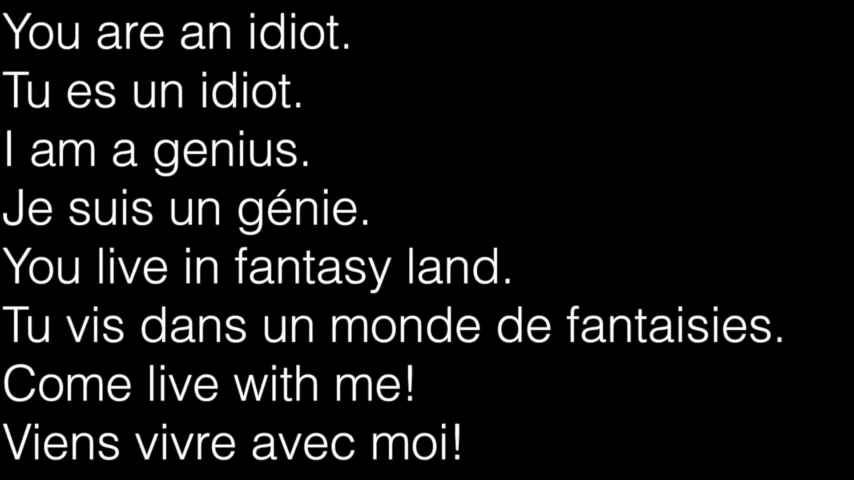 You are an idiot.
Tu es un idiot.
I am a genius.
Je suis un génie.
You live in fantasy land.
Tu vis dans un monde de fantaisies.
Come live with me!
Viens vivre avec moi!